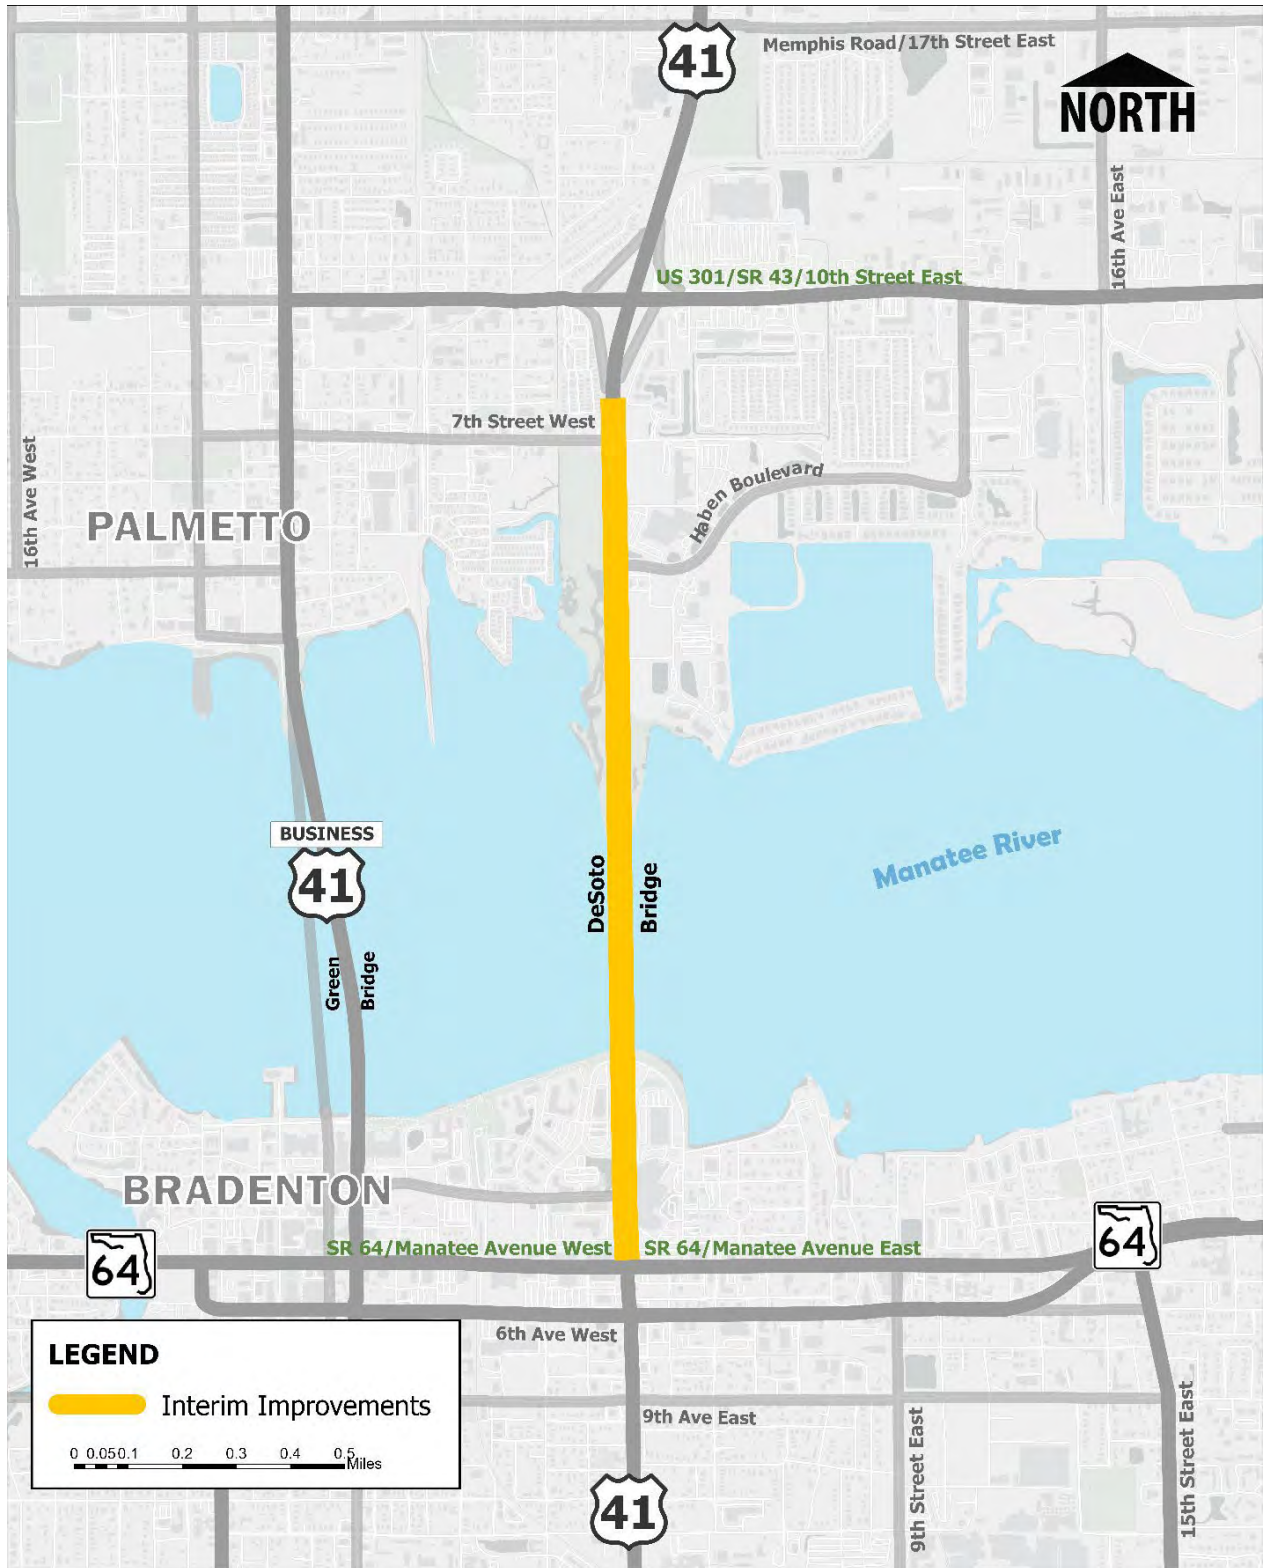 41
Memphis Road/17th Street East
NORTH
16th Ave East
US 301/SR 43/10th Street East
7th Street West
16th Ave West
Haben Boulevard
PALMETTO
BUSINESS
41
Manatee River
DeSoto
Bridge
Green
Bridge
BRADENTON
64
SR 64/Manatee Avenue West
SR 64/Manatee Avenue East
64
6th Ave West
LEGEND
Interim Improvements
0 0.05 0.1 0.2 0.3 0.4 0.5
Miles
9th Ave East
41
9th Street East
15th Street East